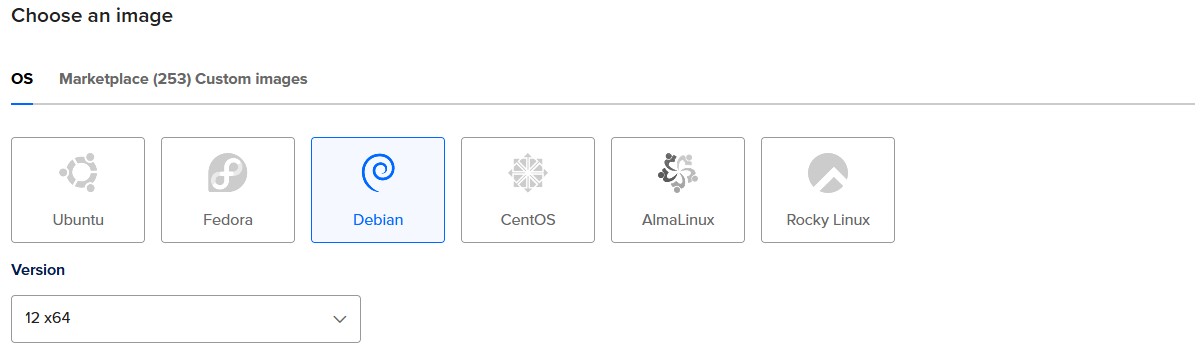 Choose an image
OS Marketplace (253) Custom images
Ubuntu Fedora Debian CentOS AlmaLinux Rocky Linux
Version
12 x64